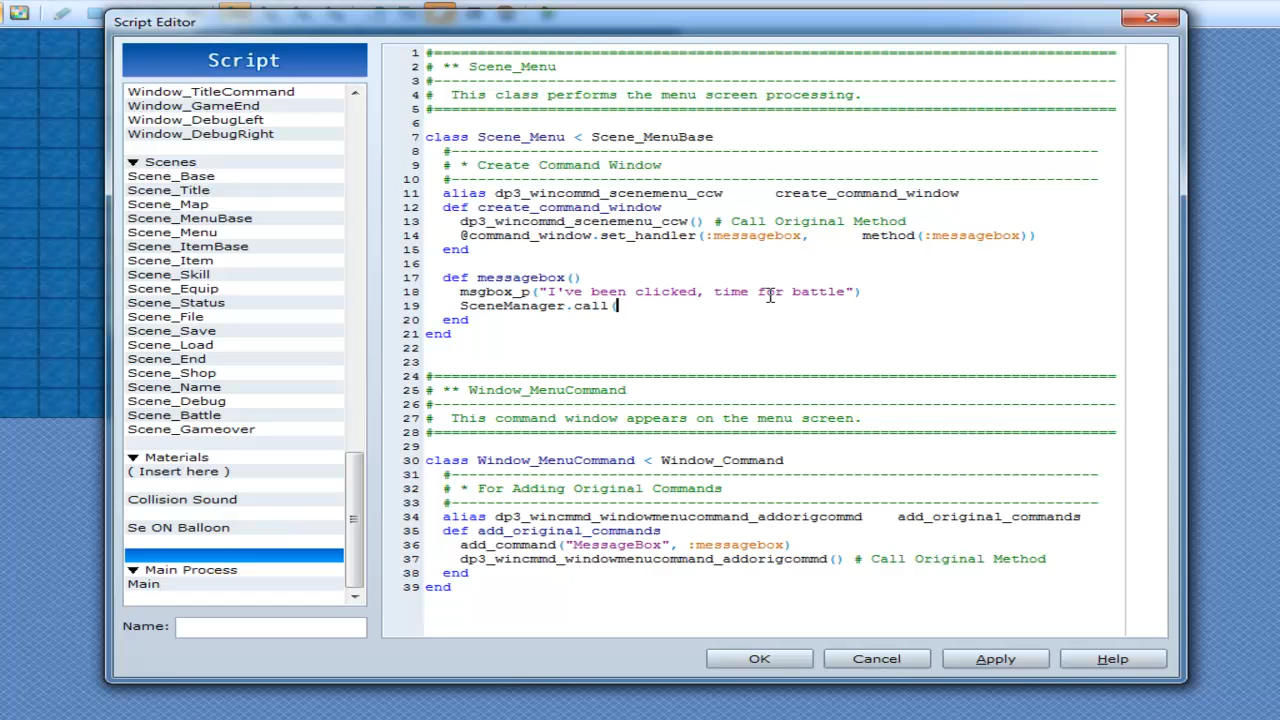 Script Editor
Script
Window_TitleCommand
Window_GameEnd
Window_DebugLeft
Window_DebugRight
▼ Scenes
Scene_Base
Scene_Title
Scene_Map
Scene_MenuBase
Scene_Menu
Scene_ItemBase
Scene_Item
Scene_Skill
Scene_Equip
Scene_Status
Scene_File
Scene_Save
Scene_Load
Scene_End
Scene_Shop
Scene_Name
Scene_Debug
Scene_Battle
Scene_Gameover
▼ Materials
( Insert here )
Collision Sound
Se ON Balloon
▼ Main Process
Main
Name:
1 #==============================================================================
2 # ** Scene_Menu
3 #------------------------------------------------------------------------------
4 #  This class performs the menu screen processing.
5 #==============================================================================
6
7 class Scene_Menu < Scene_MenuBase
8   #--------------------------------------------------------------------------
9   # * Create Command Window
10   #--------------------------------------------------------------------------
11   alias dp3_wincommd_scenemenu_ccw      create_command_window
12   def create_command_window
13     dp3_wincommd_scenemenu_ccw() # Call Original Method
14     @command_window.set_handler(:messagebox,      method(:messagebox))
15   end
16
17   def messagebox()
18     msgbox_p("I've been clicked, time for battle")
19     SceneManager.call(
20   end
21 end
22
23
24 #==============================================================================
25 # ** Window_MenuCommand
26 #------------------------------------------------------------------------------
27 #  This command window appears on the menu screen.
28 #==============================================================================
29
30 class Window_MenuCommand < Window_Command
31   #--------------------------------------------------------------------------
32   # * For Adding Original Commands
33   #--------------------------------------------------------------------------
34   alias dp3_wincmmd_windowmenucommand_addorigcommd    add_original_commands
35   def add_original_commands
36     add_command("MessageBox", :messagebox)
37     dp3_wincmmd_windowmenucommand_addorigcommd() # Call Original Method
38   end
39 end
OK
Cancel
Apply
Help